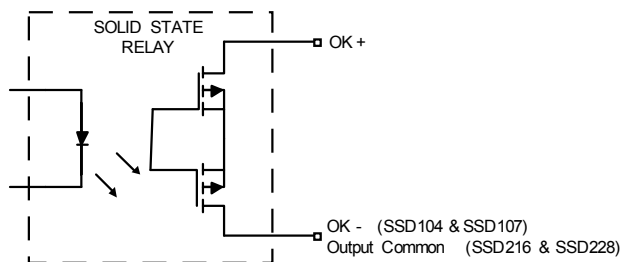 SOLID STATE
RELAY
OK +
OK - (SSD104 & SSD107)
Output Common (SSD216 & SSD228)